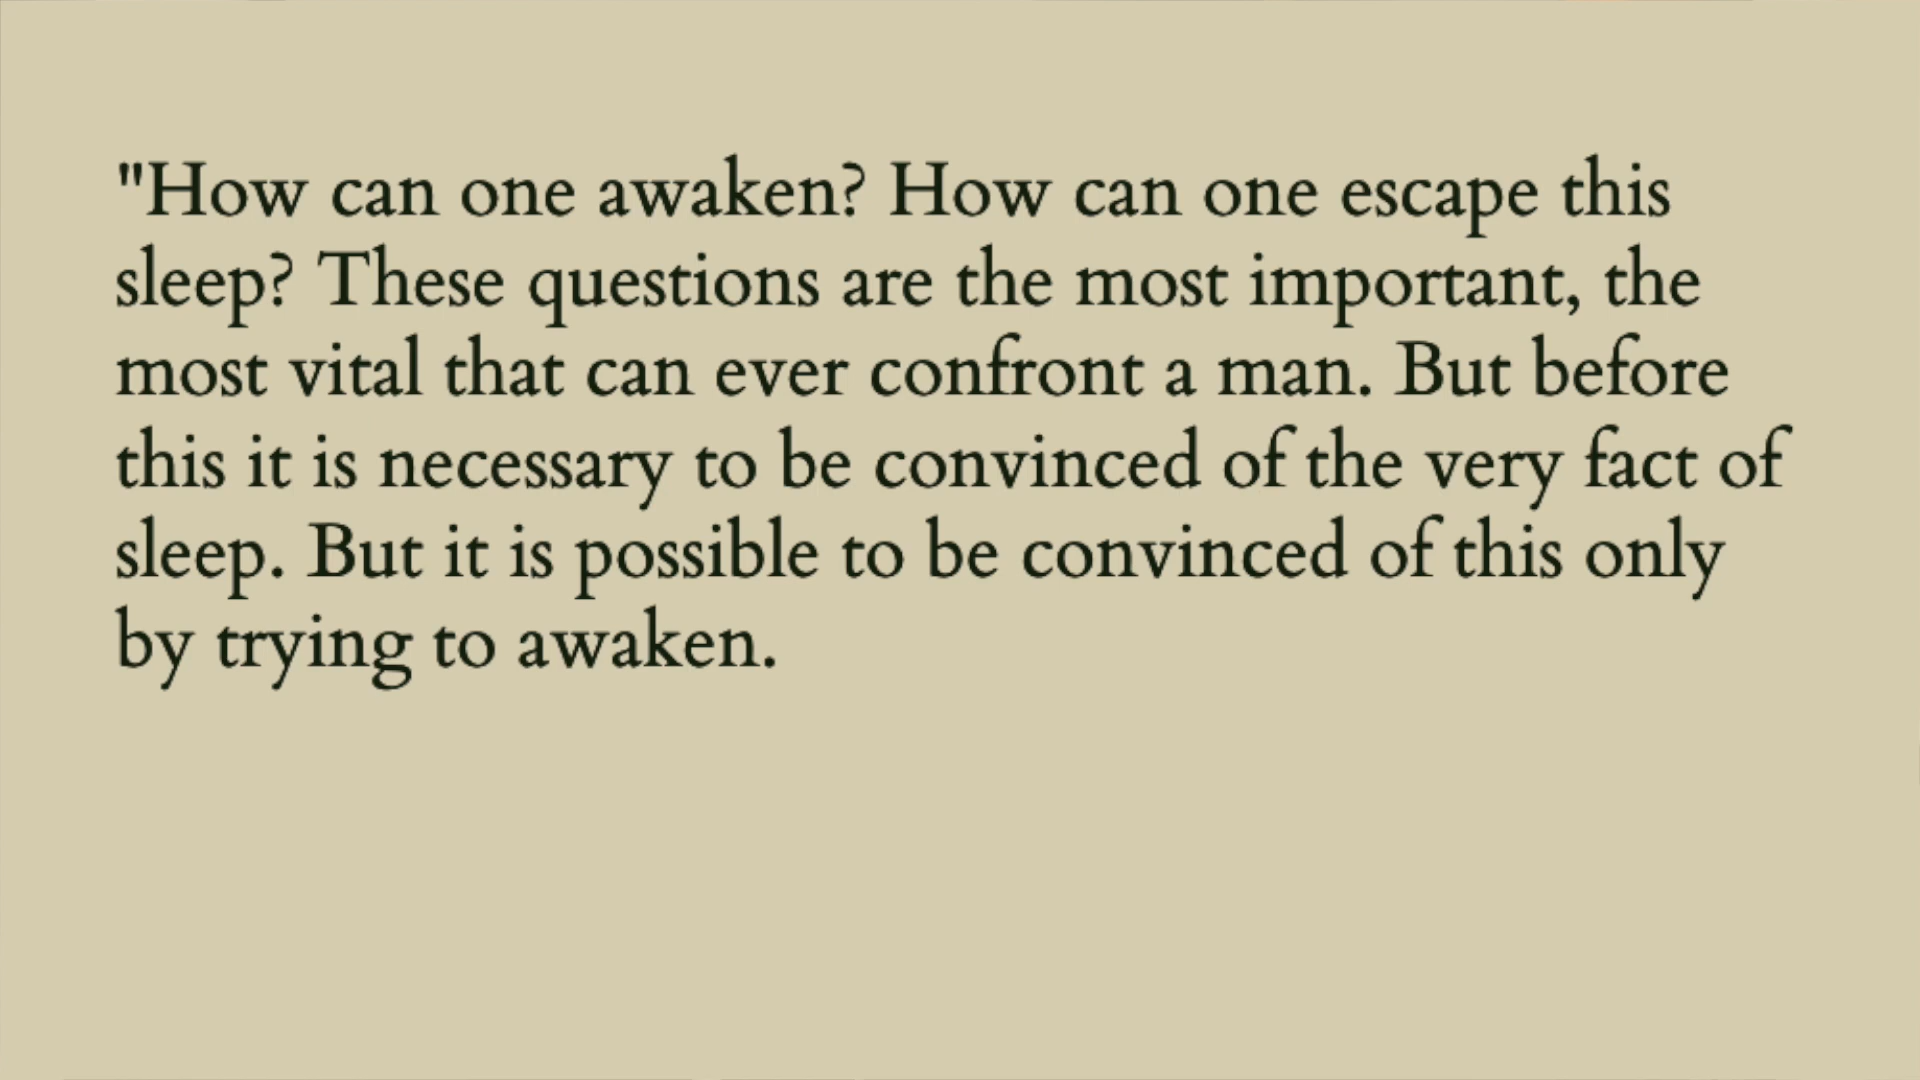 "How can one awaken? How can one escape this
sleep? These questions are the most important, the
most vital that can ever confront a man. But before
this it is necessary to be convinced of the very fact of
sleep. But it is possible to be convinced of this only
by trying to awaken.